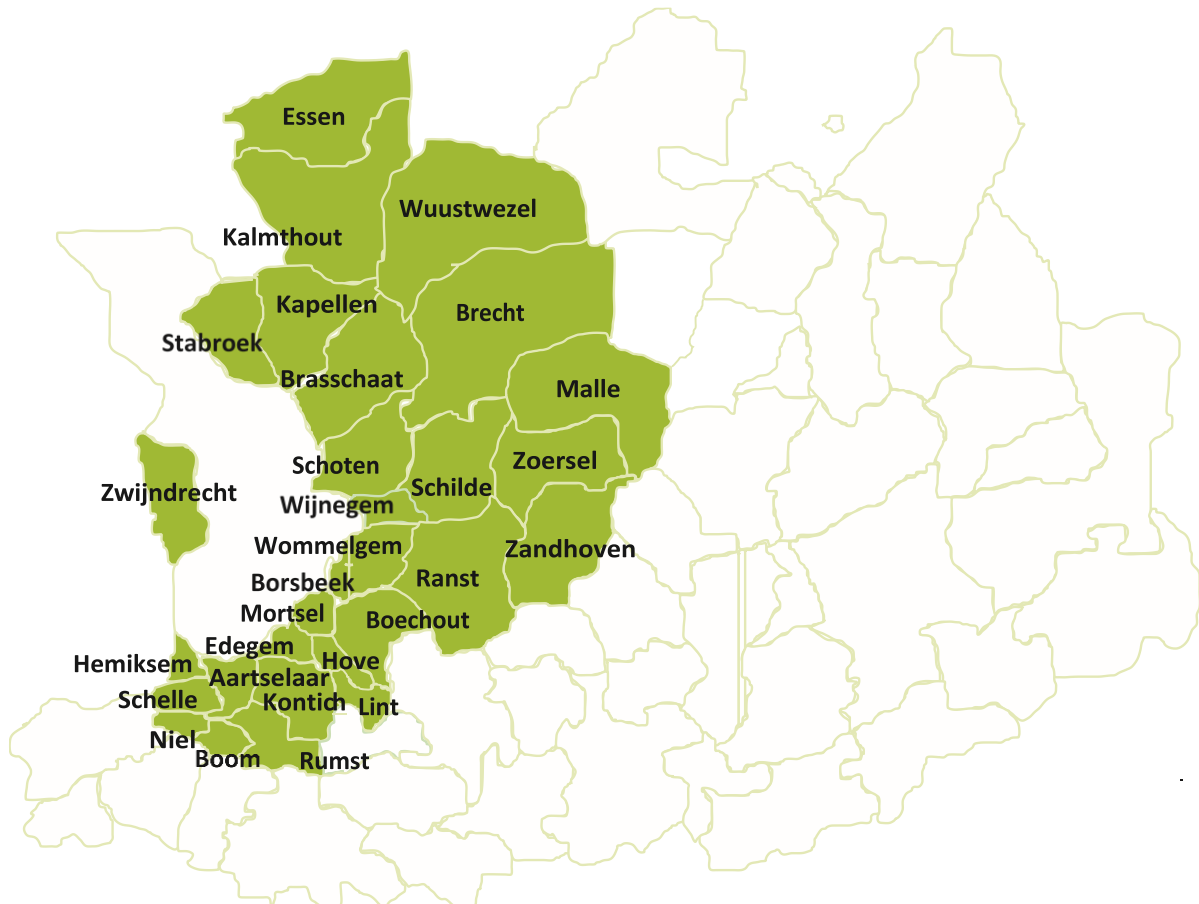 Essen
Wuustwezel
Kalmthout
Kapellen
Brecht
Stabroek
Brasschaat
Malle
Schoten
Zoersel
Schilde
Zwijndrecht
Wijnegem
Wommelgem
Zandhoven
Borsbeek
Ranst
Mortsel
Boechout
Edegem
Hemiksem
Hove
Aartselaar
Schelle
Kontich
Lint
Niel
Boom
Rumst